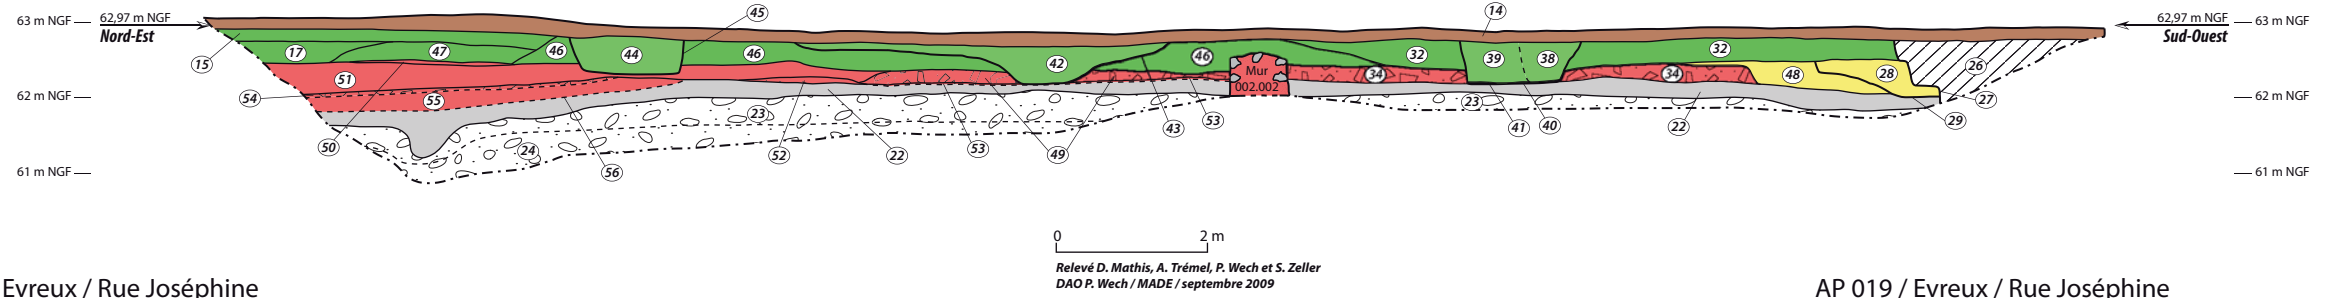 63 m NGF
62,97 m NGF
Nord-Est
45
14
62,97 m NGF
63 m NGF
Sud-Ouest
15
17
47
46
44
46
42
46
32
39
38
32
26
51
Mur
002.002
34
34
48
28
62 m NGF
54
55
23
23
27
62 m NGF
43
53
41
40
22
29
50
24
52
22
53
49
61 m NGF
56
61 m NGF
0
2 m
Relevé D. Mathis, A. Trémel, P. Wech et S. Zeller
DAO P. Wech / MADE / septembre 2009
Evreux / Rue Joséphine
AP 019 / Evreux / Rue Joséphine